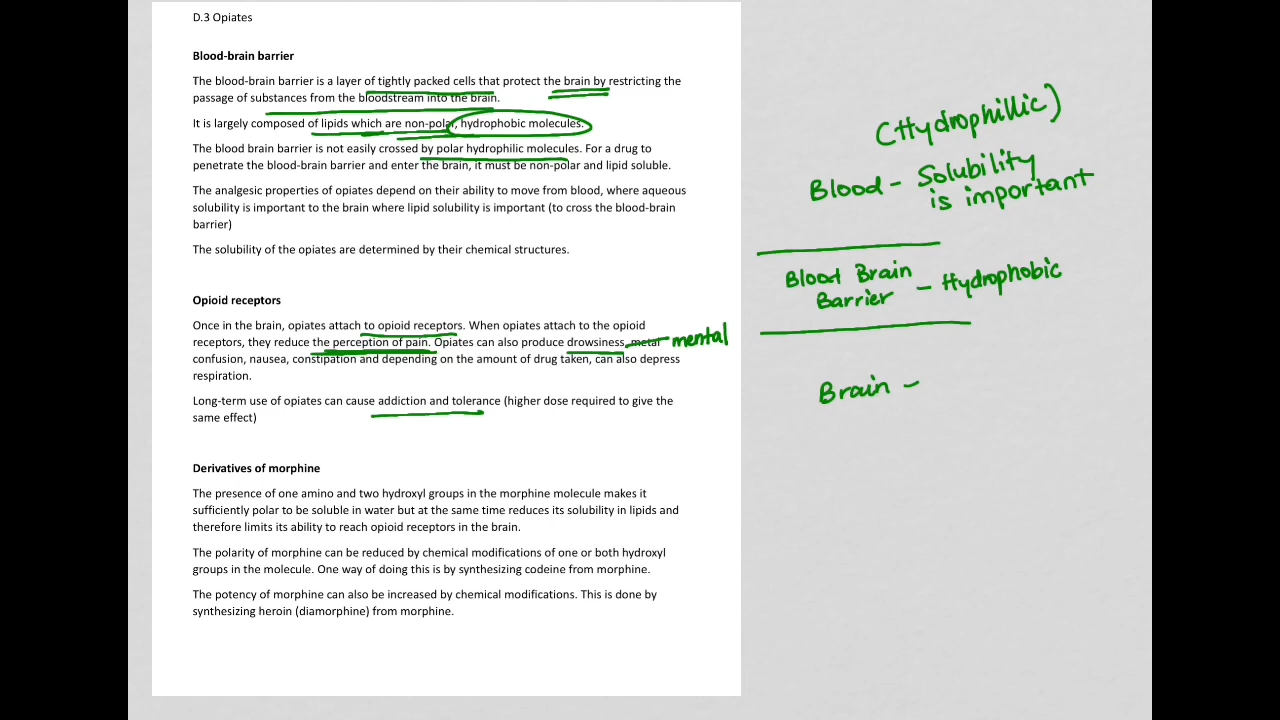 D.3 Opiates
Blood-brain barrier
The blood-brain barrier is a layer of tightly packed cells that protect the brain by restricting the
passage of substances from the bloodstream into the brain.
It is largely composed of lipids which are non-polar, hydrophobic molecules.
The blood brain barrier is not easily crossed by polar hydrophilic molecules. For a drug to
penetrate the blood-brain barrier and enter the brain, it must be non-polar and lipid soluble.
The analgesic properties of opiates depend on their ability to move from blood, where aqueous
solubility is important to the brain where lipid solubility is important (to cross the blood-brain
barrier)
The solubility of the opiates are determined by their chemical structures.
Opioid receptors
Once in the brain, opiates attach to opioid receptors. When opiates attach to the opioid
receptors, they reduce the perception of pain. Opiates can also produce drowsiness, metal mental
confusion, nausea, constipation and depending on the amount of drug taken, can also depress
respiration.
Long-term use of opiates can cause addiction and tolerance (higher dose required to give the
same effect)
Derivatives of morphine
The presence of one amino and two hydroxyl groups in the morphine molecule makes it
sufficiently polar to be soluble in water but at the same time reduces its solubility in lipids and
therefore limits its ability to reach opioid receptors in the brain.
The polarity of morphine can be reduced by chemical modifications of one or both hydroxyl
groups in the molecule. One way of doing this is by synthesizing codeine from morphine.
The potency of morphine can also be increased by chemical modifications. This is done by
synthesizing heroin (diamorphine) from morphine.
(Hydrophillic)
Blood - Solubility
is important
Blood Brain
Barrier - Hydrophobic
Brain -